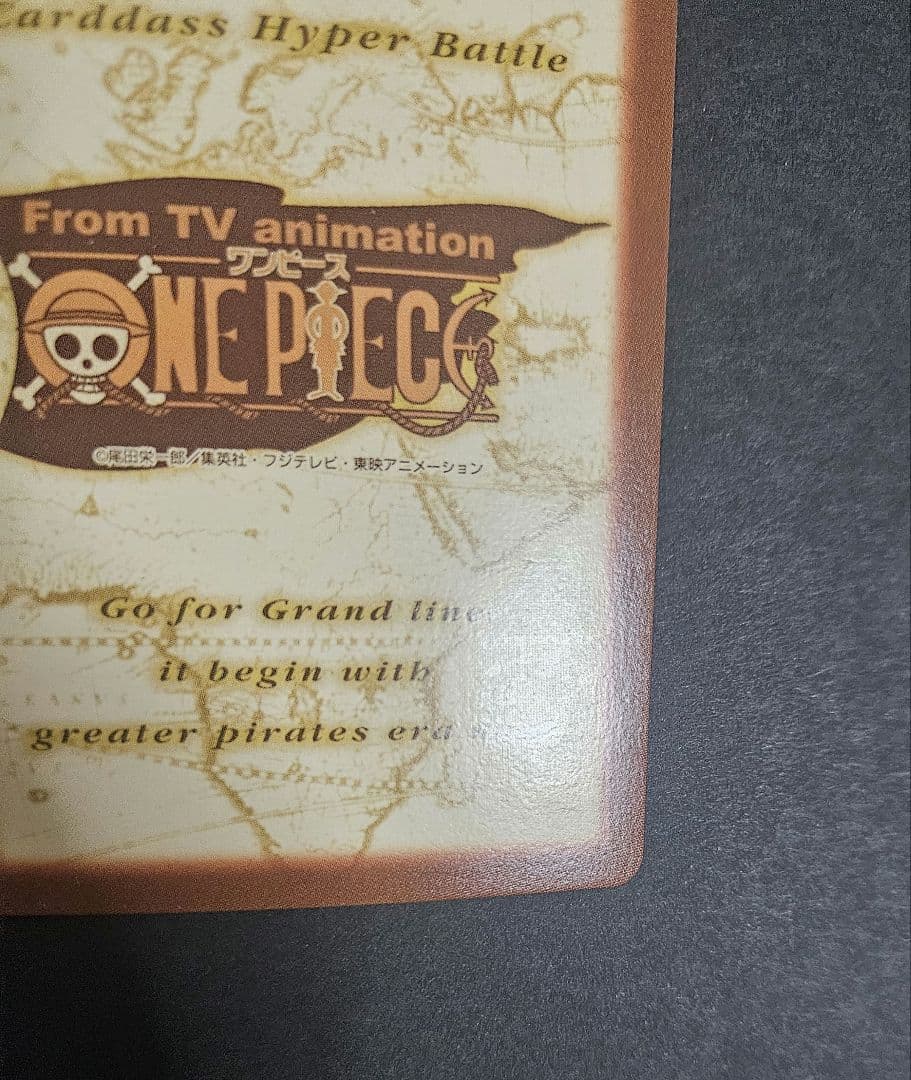 Carddass Hyper Battle
From TV animation
ワンピース
ONE PIECE
©尾田栄一郎／集英社・フジテレビ・東映アニメーション
Go for Grand line
it begin with
greater pirates era